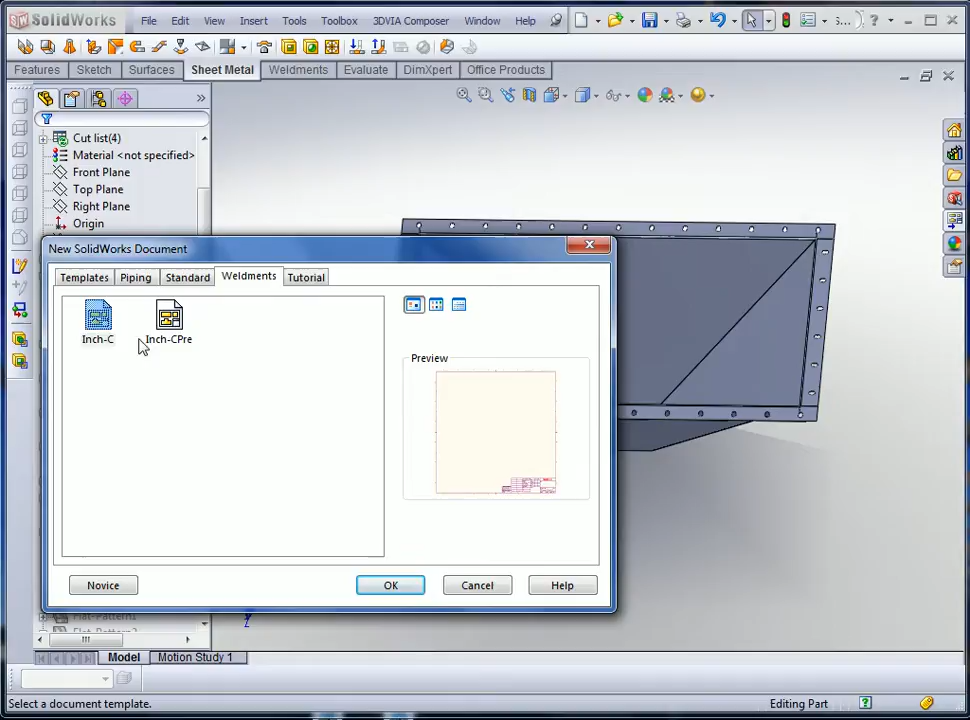 SolidWorks File Edit View Insert Tools Toolbox 3DVIA Composer Window Help S... ?
Features Sketch Surfaces Sheet Metal Weldments Evaluate DimXpert Office Products
Cut list(4)
Material <not specified>
Front Plane
Top Plane
Right Plane
Origin
New SolidWorks Document
Templates Piping Standard Weldments Tutorial
Inch-C Inch-CPre
Preview
Novice OK Cancel Help
Flat-Pattern1
Model Motion Study 1
Select a document template. Editing Part